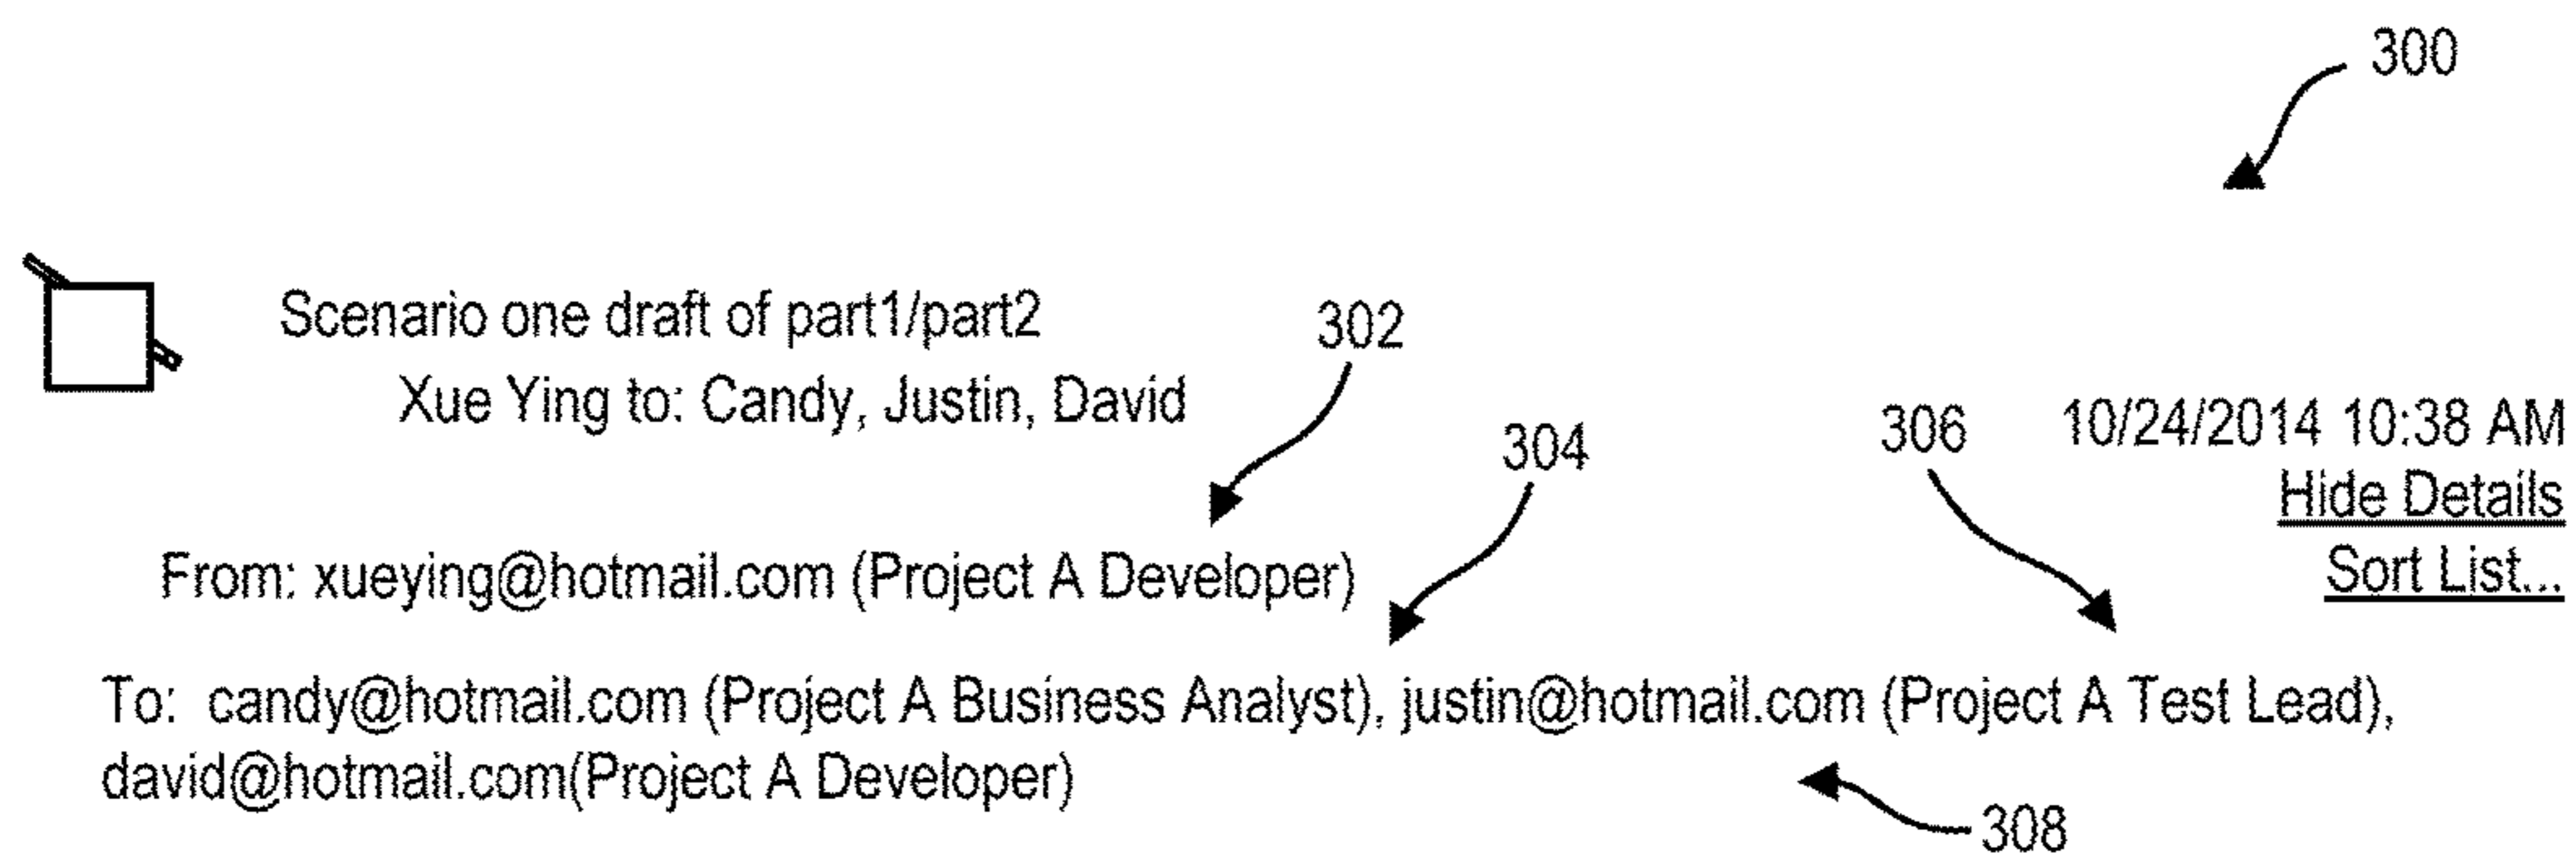 300
Scenario one draft of part1/part2
302
Xue Ying to: Candy, Justin, David
304
306
10/24/2014 10:38 AM
Hide Details
From: xueying@hotmail.com (Project A Developer)
Sort List...
To: candy@hotmail.com (Project A Business Analyst), justin@hotmail.com (Project A Test Lead),
david@hotmail.com(Project A Developer)
308